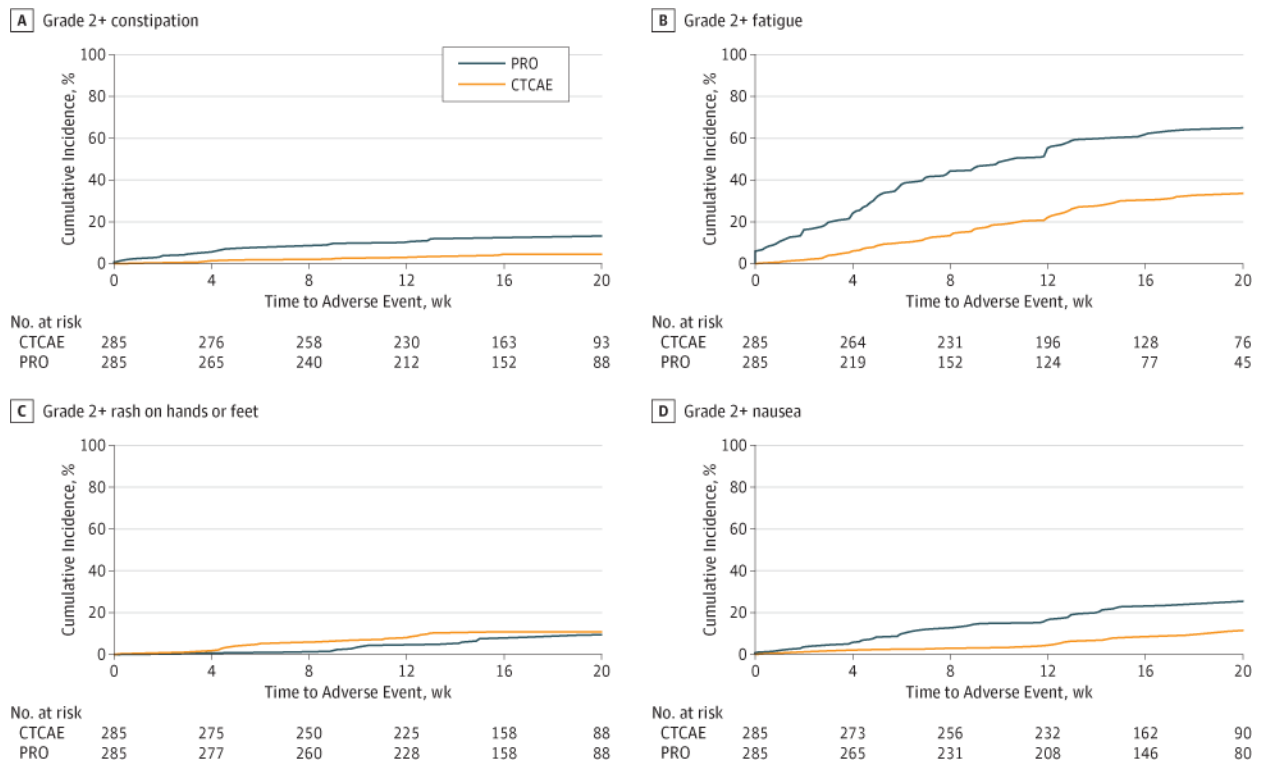 A Grade 2+ constipation
100
80
60
40
20
0
Cumulative Incidence, %
PRO
CTCAE
0 4 8 12 16 20
Time to Adverse Event, wk
No. at risk
CTCAE 285 276 258 230 163 93
PRO 285 265 240 212 152 88
B Grade 2+ fatigue
100
80
60
40
20
0
Cumulative Incidence, %
0 4 8 12 16 20
Time to Adverse Event, wk
No. at risk
CTCAE 285 264 231 196 128 76
PRO 285 219 152 124 77 45
C Grade 2+ rash on hands or feet
100
80
60
40
20
0
Cumulative Incidence, %
0 4 8 12 16 20
Time to Adverse Event, wk
No. at risk
CTCAE 285 275 250 225 158 88
PRO 285 277 260 228 158 88
D Grade 2+ nausea
100
80
60
40
20
0
Cumulative Incidence, %
0 4 8 12 16 20
Time to Adverse Event, wk
No. at risk
CTCAE 285 273 256 232 162 90
PRO 285 265 231 208 146 80